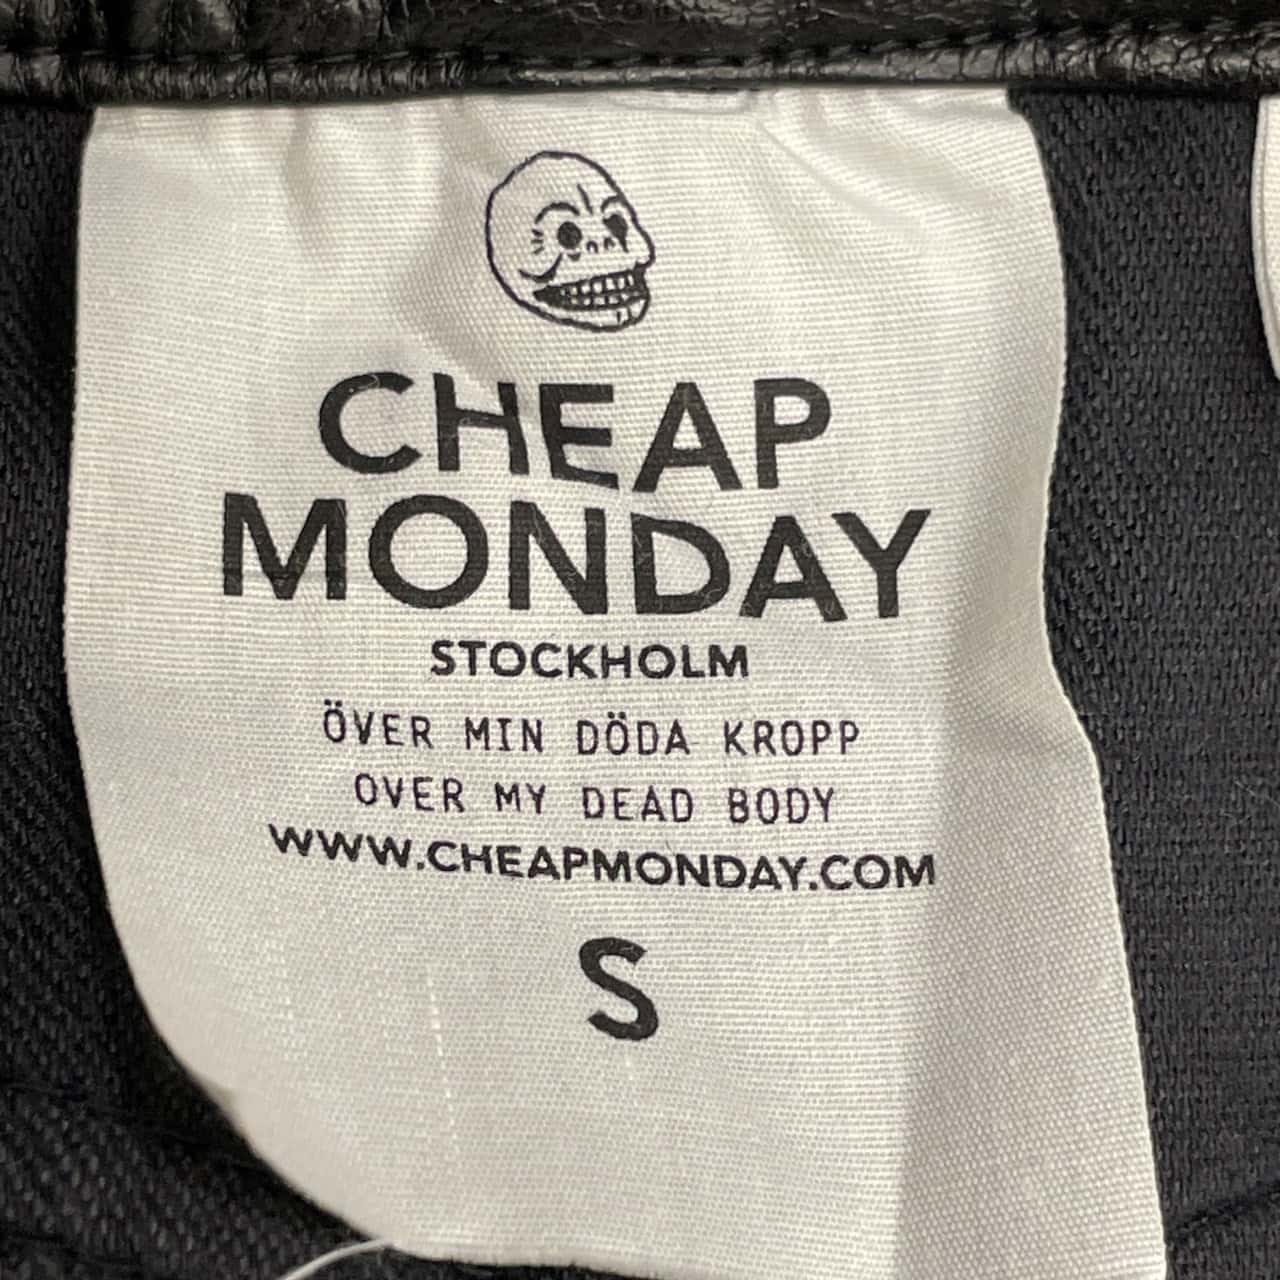 CHEAP
MONDAY
STOCKHOLM
ÖVER MIN DÖDA KROPP
OVER MY DEAD BODY
WWW.CHEAPMONDAY.COM
S